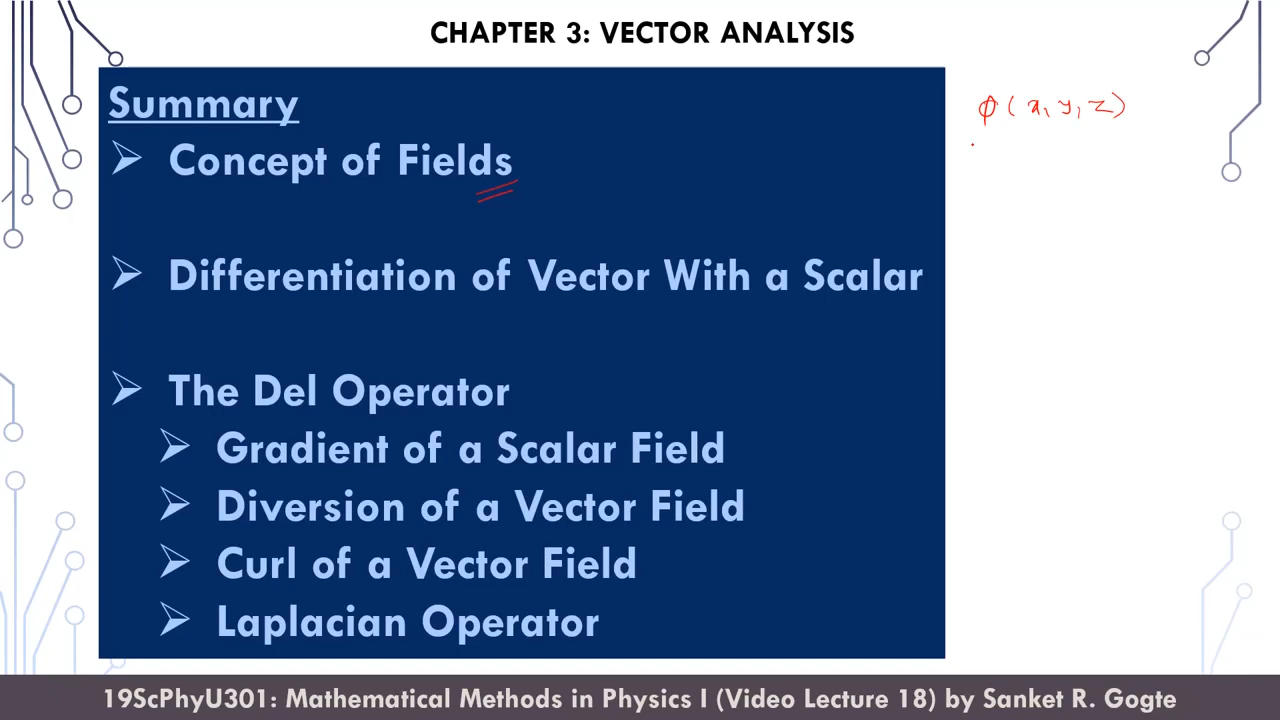 CHAPTER 3: VECTOR ANALYSIS
Summary
Concept of Fields
Differentiation of Vector With a Scalar
The Del Operator
Gradient of a Scalar Field
Diversion of a Vector Field
Curl of a Vector Field
Laplacian Operator
ϕ(x, y, z)
19ScPhyU301: Mathematical Methods in Physics I (Video Lecture 18) by Sanket R. Gogte